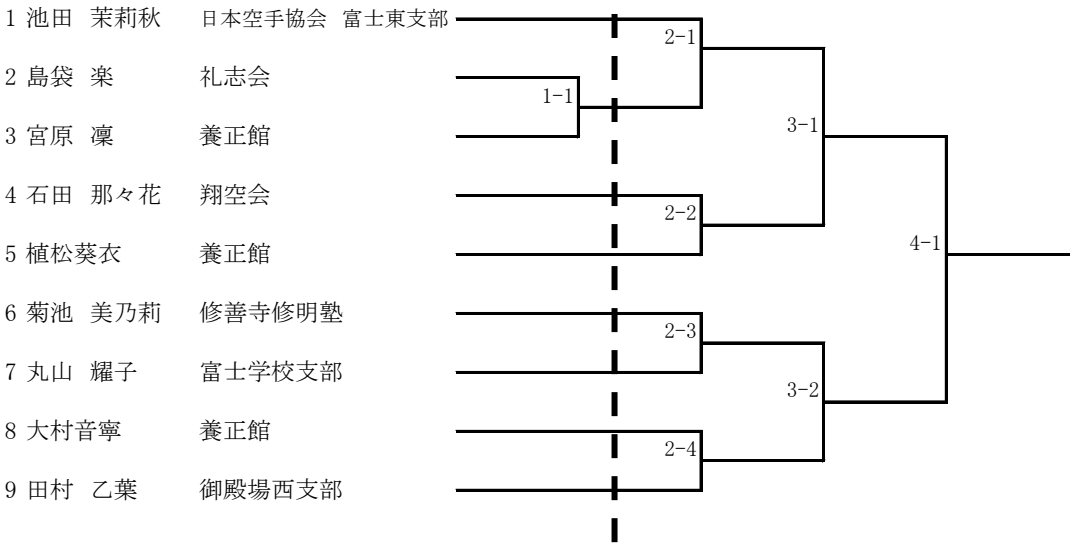 1 池田 茉莉秋 日本空手協会 富士東支部
2-1
2 島袋 楽 礼志会
1-1
3 宮原 凜 養正館
3-1
4 石田 那々花 翔空会
2-2
5 植松葵衣 養正館
4-1
6 菊池 美乃莉 修善寺修明塾
2-3
7 丸山 耀子 富士学校支部
3-2
8 大村音寧 養正館
2-4
9 田村 乙葉 御殿場西支部